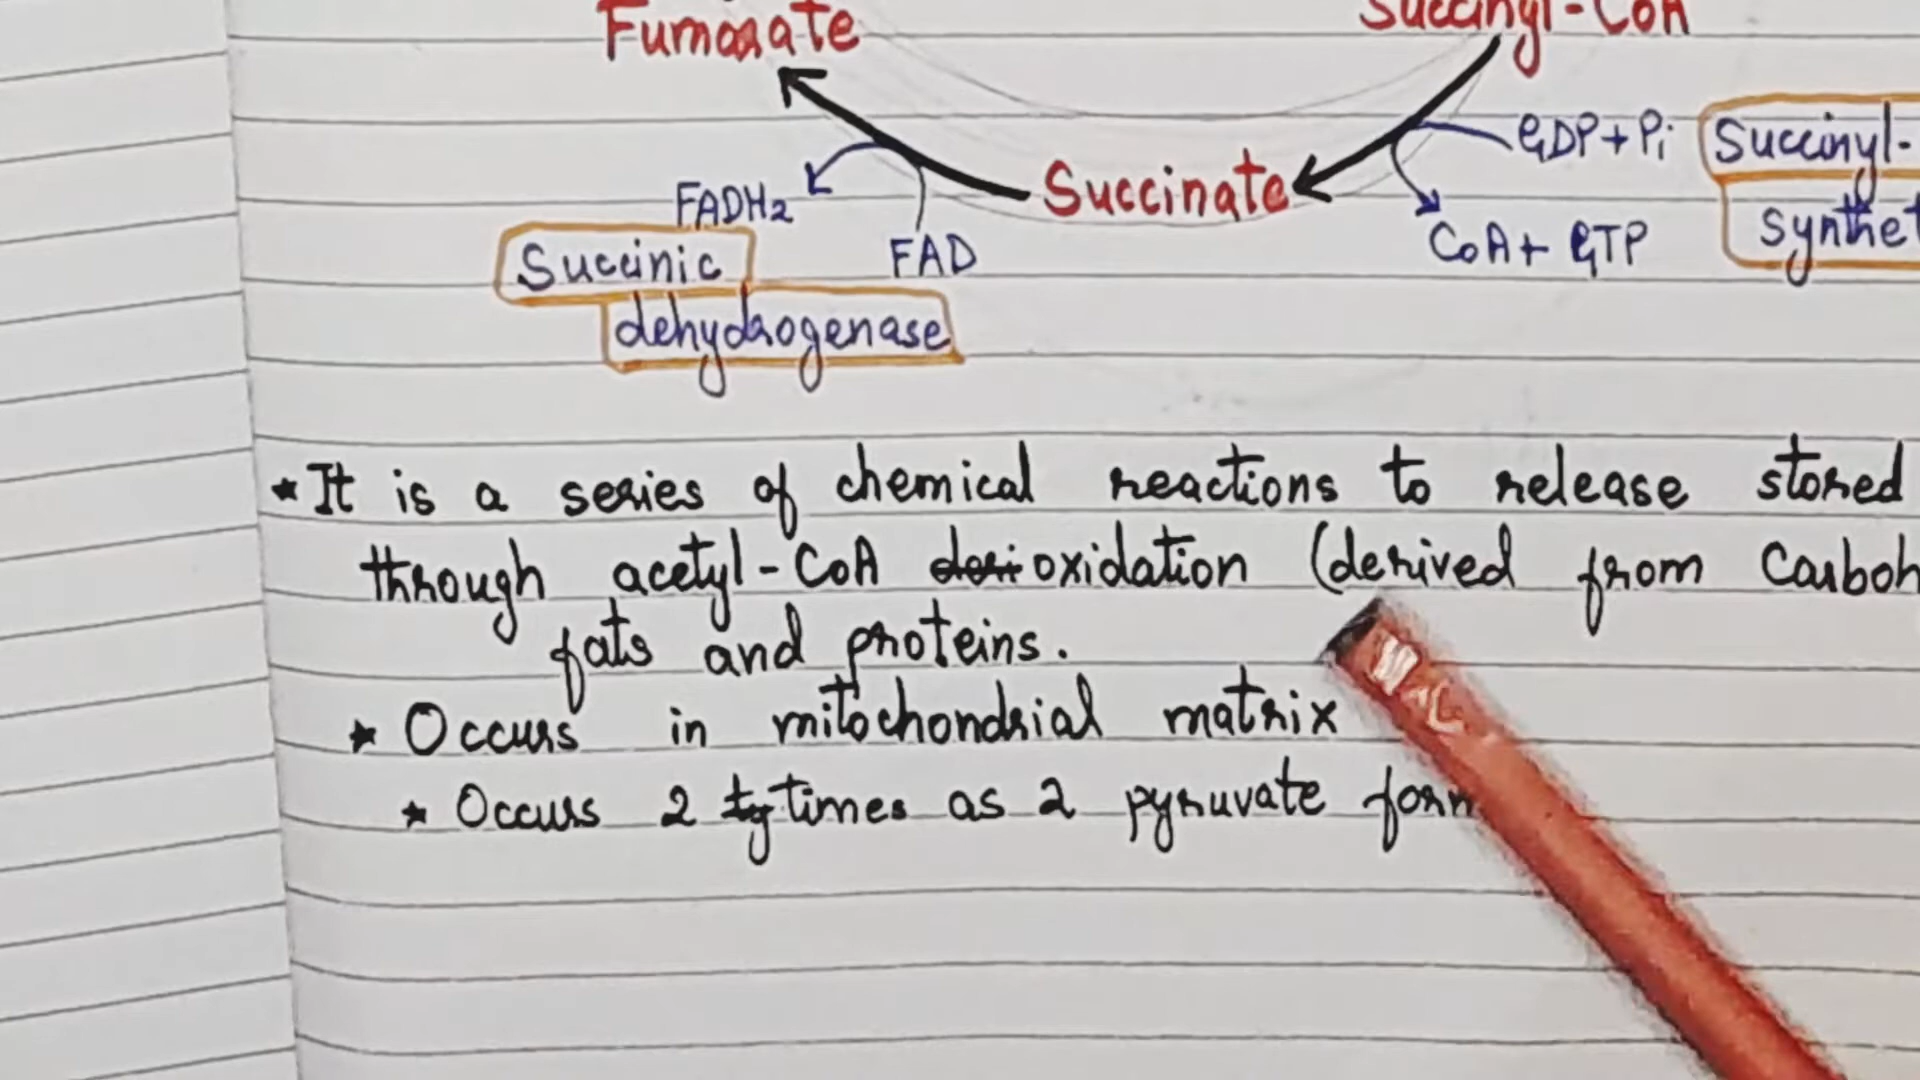 Fumarate
Succinyl-CoA
GDP+Pi
Succinyl-
FADH2
Succinate
Synthet
CoA+ GTP
Succinic
FAD
dehydrogenase
★ It is a series of chemical reactions to release stored
through acetyl-CoA oxidation (derived from Carboh
fats and proteins.
★ Occurs in mitochondrial matrix
★ Occurs 2 times as 2 pyruvate form